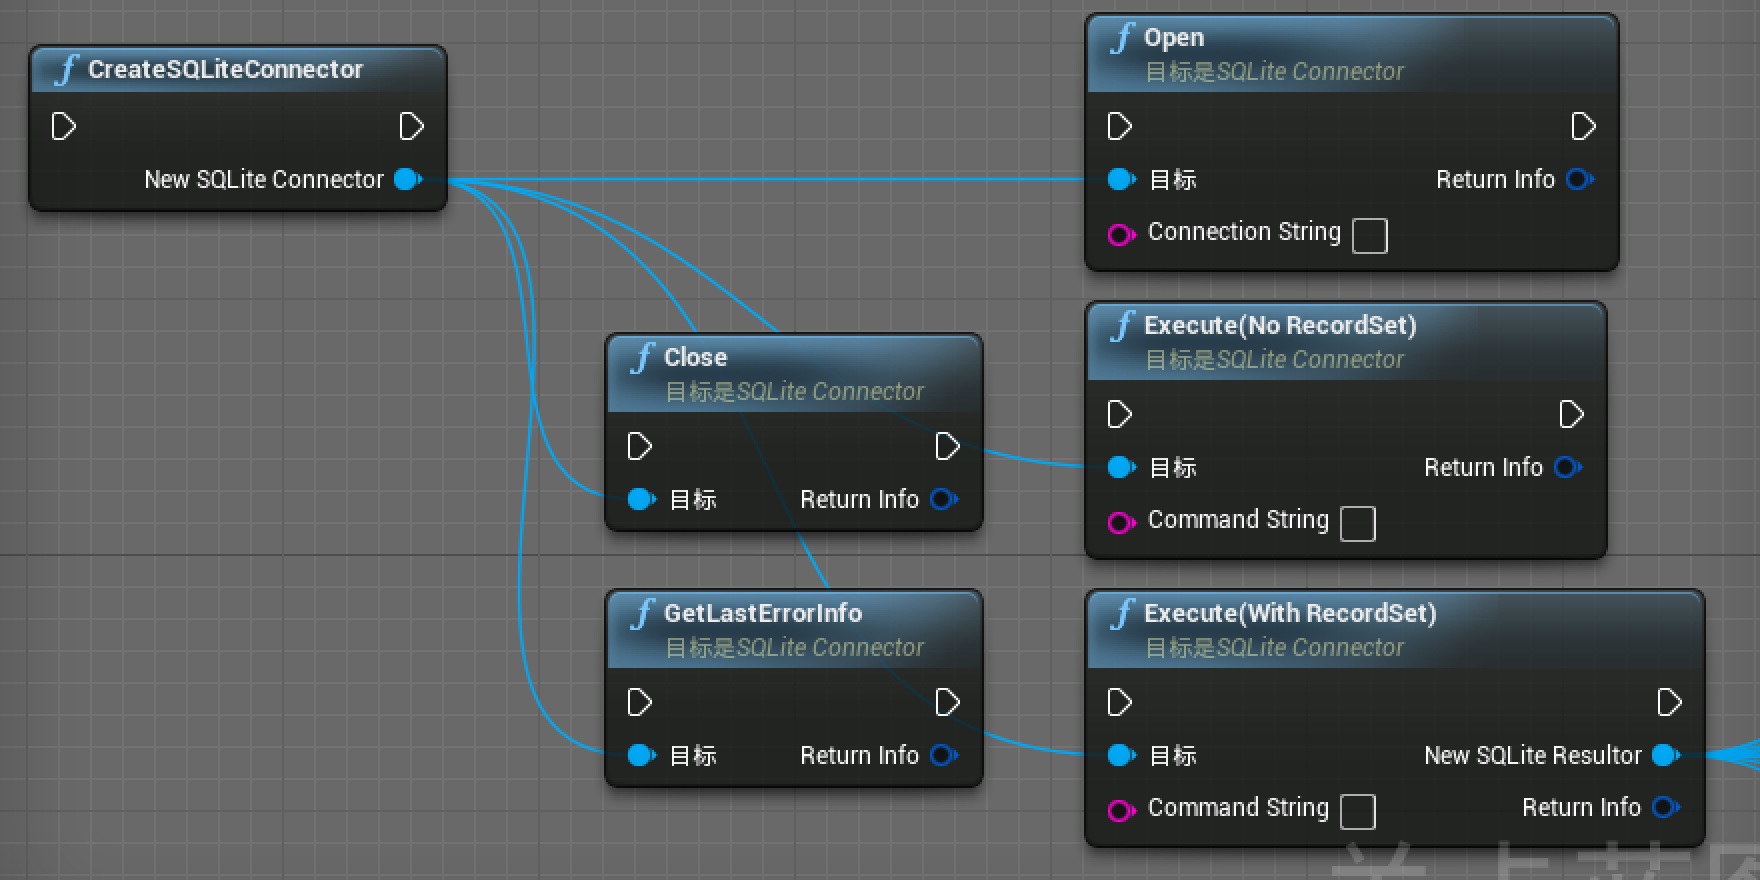 CreateSQLiteConnector
New SQLite Connector
Open
目标是SQLite Connector
目标
Return Info
Connection String
Close
目标是SQLite Connector
目标
Return Info
Execute(No RecordSet)
目标是SQLite Connector
目标
Return Info
Command String
GetLastErrorInfo
目标是SQLite Connector
目标
Return Info
Execute(With RecordSet)
目标是SQLite Connector
目标
New SQLite Resultor
Command String
Return Info